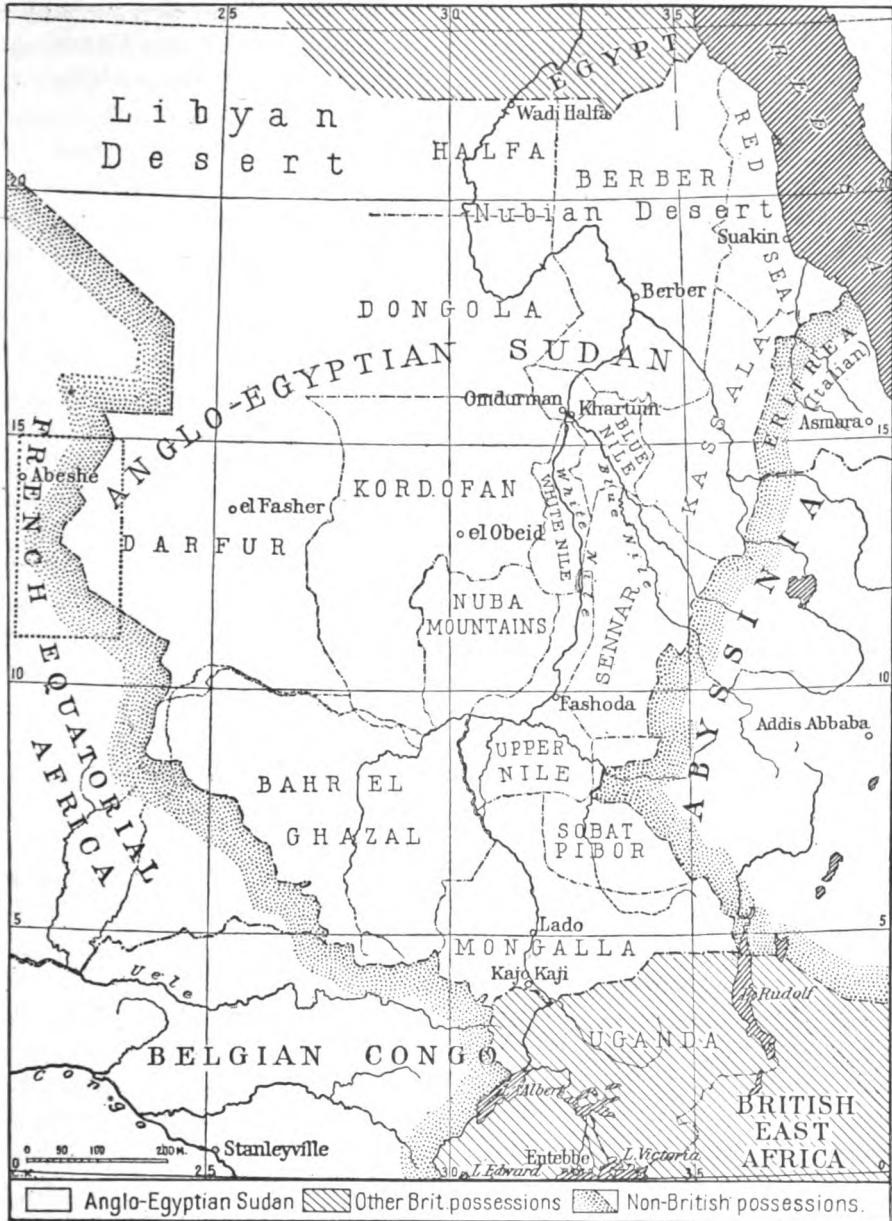 25
30
35
Libyan
Desert
EGYPT
RED SEA
Wadi Halfa
HALFA
BERBER
RED SEA
20
Nubian Desert
Suakin
Berber
DONGOLA
ANGLO-EGYPTIAN SUDAN
KASSALA
ERITREA
(Italian)
Omdurman
Khartum
BLUE NILE
Asmara
15
15
FRENCH EQUATORIAL AFRICA
Abeshé
el Fasher
KORDOFAN
WHITE NILE
White Nile
Blue Nile
DARFUR
el Obeid
NUBA
MOUNTAINS
SENNAR
ABYSSINIA
10
10
Fashoda
Addis Abbaba
UPPER
NILE
BAHR EL
GHAZAL
SOBAT
PIBOR
5
5
Lado
MONGALLA
Kajo Kaji
Uele
L. Rudolf
UGANDA
BELGIAN CONGO
Congo
L. Albert
BRITISH
EAST
AFRICA
Stanleyville
0 50 100 200 M.
Entebbe
L. Victoria
L. Edward
0
25
30
35
0
Anglo-Egyptian Sudan
Other Brit. possessions
Non-British possessions.